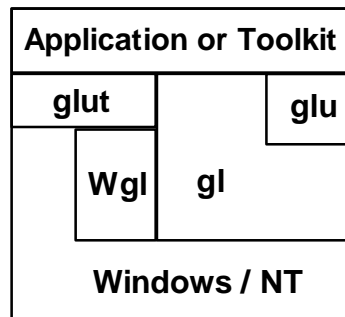 Application or Toolkit
glut
glu
Wgl
gl
Windows / NT